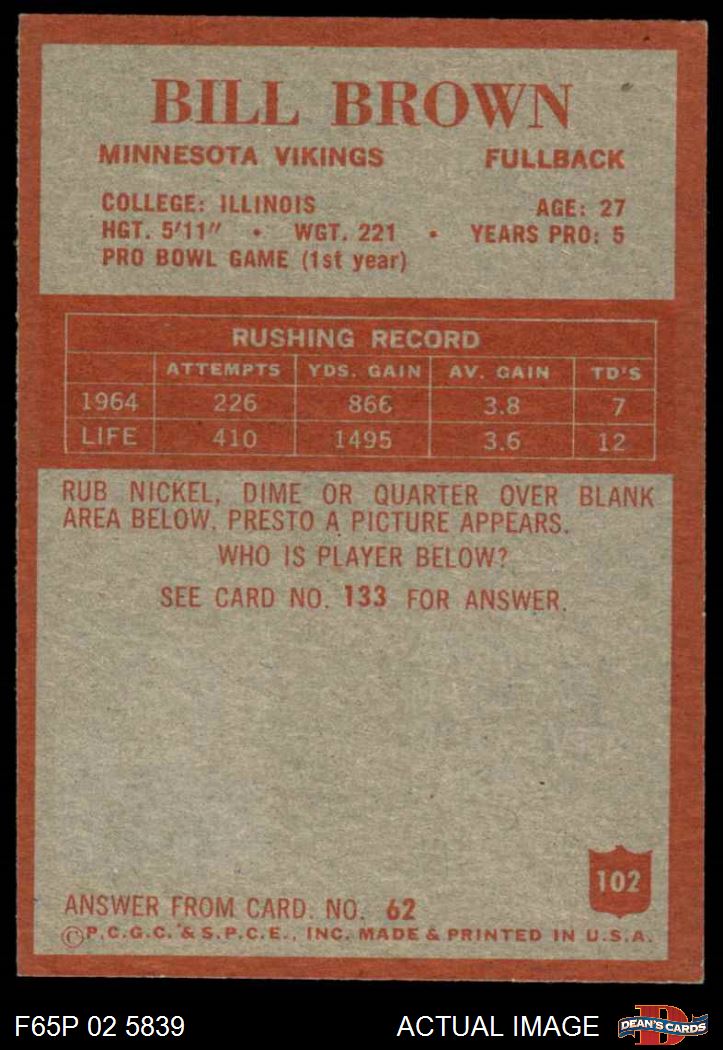 BILL BROWN
MINNESOTA VIKINGS FULLBACK
COLLEGE: ILLINOIS AGE: 27
HGT. 5'11" • WGT. 221 • YEARS PRO: 5
PRO BOWL GAME (1st year)
RUSHING RECORD
ATTEMPTS YDS. GAIN AV. GAIN TD'S
1964 226 866 3.8 7
LIFE 410 1495 3.6 12
RUB NICKEL, DIME OR QUARTER OVER BLANK
AREA BELOW. PRESTO A PICTURE APPEARS.
WHO IS PLAYER BELOW?
SEE CARD NO. 133 FOR ANSWER.
102
ANSWER FROM CARD. NO. 62
©P.C.G.C. & S.P.C.E., INC. MADE & PRINTED IN U.S.A.
F65P 02 5839 ACTUAL IMAGE D DEAN'S CARDS